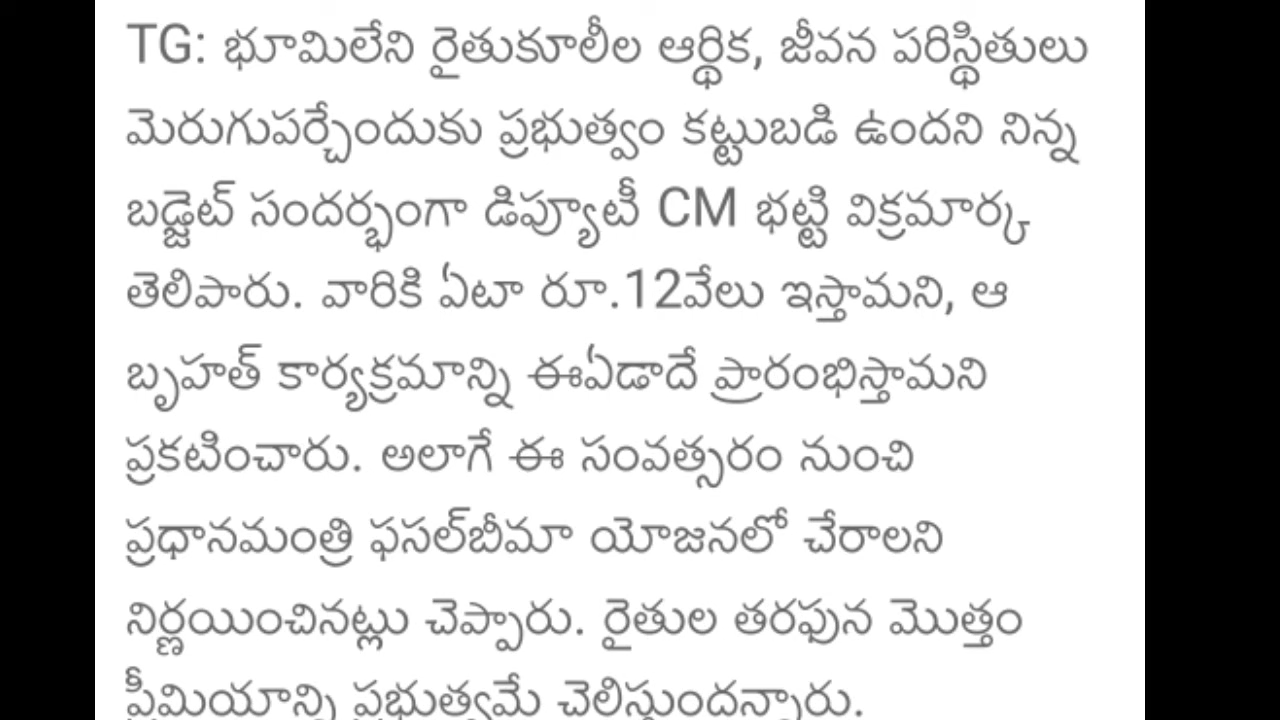 TG: భూమిలేని రైతుకూలీల ఆర్థిక, జీవన పరిస్థితులు
మెరుగుపర్చేందుకు ప్రభుత్వం కట్టుబడి ఉందని నిన్న
బడ్జెట్ సందర్భంగా డిప్యూటీ CM భట్టి విక్రమార్క
తెలిపారు. వారికి ఏటా రూ.12వేలు ఇస్తామని, ఆ
బృహత్ కార్యక్రమాన్ని ఈఏడాదే ప్రారంభిస్తామని
ప్రకటించారు. అలాగే ఈ సంవత్సరం నుంచి
ప్రధానమంత్రి ఫసల్‌బీమా యోజనలో చేరాలని
నిర్ణయించినట్లు చెప్పారు. రైతుల తరఫున మొత్తం
ప్రీమియాన్ని ప్రభుత్వమే చెలిస్తుందన్నారు.